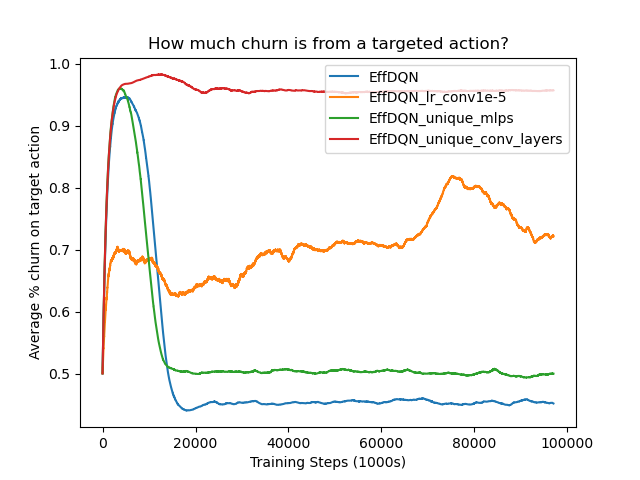 How much churn is from a targeted action?
1.0
0.9
0.8
0.7
0.6
0.5
Average % churn on target action
EffDQN
EffDQN_lr_conv1e-5
EffDQN_unique_mlps
EffDQN_unique_conv_layers
0
20000
40000
60000
80000
100000
Training Steps (1000s)